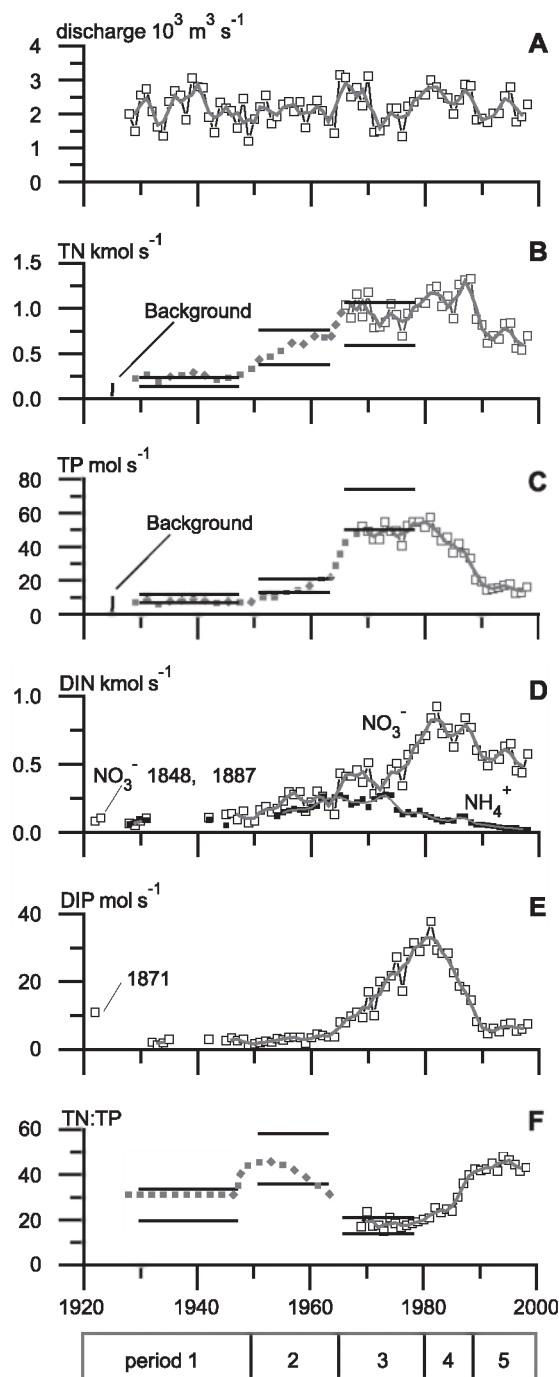 discharge 10³ m³ s⁻¹
A
4
3
2
1
0
TN kmol s⁻¹
B
1.5
Background
1.0
0.5
0.0
TP mol s⁻¹
C
80
60
Background
40
20
0
DIN kmol s⁻¹
D
1.0
NO₃⁻
NO₃⁻ 1848, 1887
0.5
NH₄⁺
0.0
DIP mol s⁻¹
E
40
1871
20
0
TN:TP
F
60
40
20
0
1920 1940 1960 1980 2000
period 1 2 3 4 5